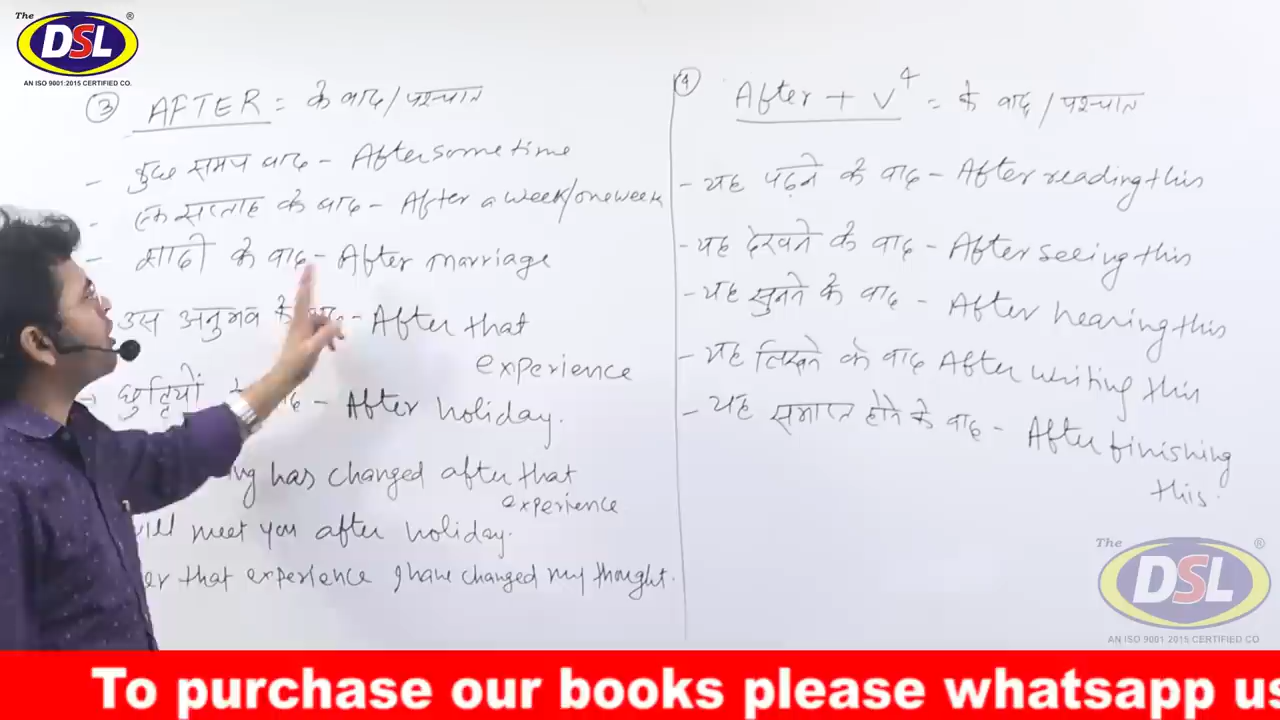 The
DSL
®
AN ISO 9001:2015 CERTIFIED CO.
③ AFTER = के बाद/पश्चात
- कुछ समय बाद - After some time
- एक सप्ताह के बाद - After a week/one week
- शादी के बाद - After marriage
उस अनुभव के - After that
experience
→ छुट्टियों - After holiday.
has changed after that
experience
meet you after holiday.
that experience I have changed my thought.
④ After + V⁴ = के बाद/पश्चात
- यह पढ़ने के बाद - After reading this
- यह देखने के बाद - After seeing this
- यह सुनने के बाद - After hearing this
- यह लिखने के बाद After writing this
- यह समाप्त होने के बाद - After finishing
this.
The
DSL
®
AN ISO 9001:2015 CERTIFIED CO.
To purchase our books please whatsapp us